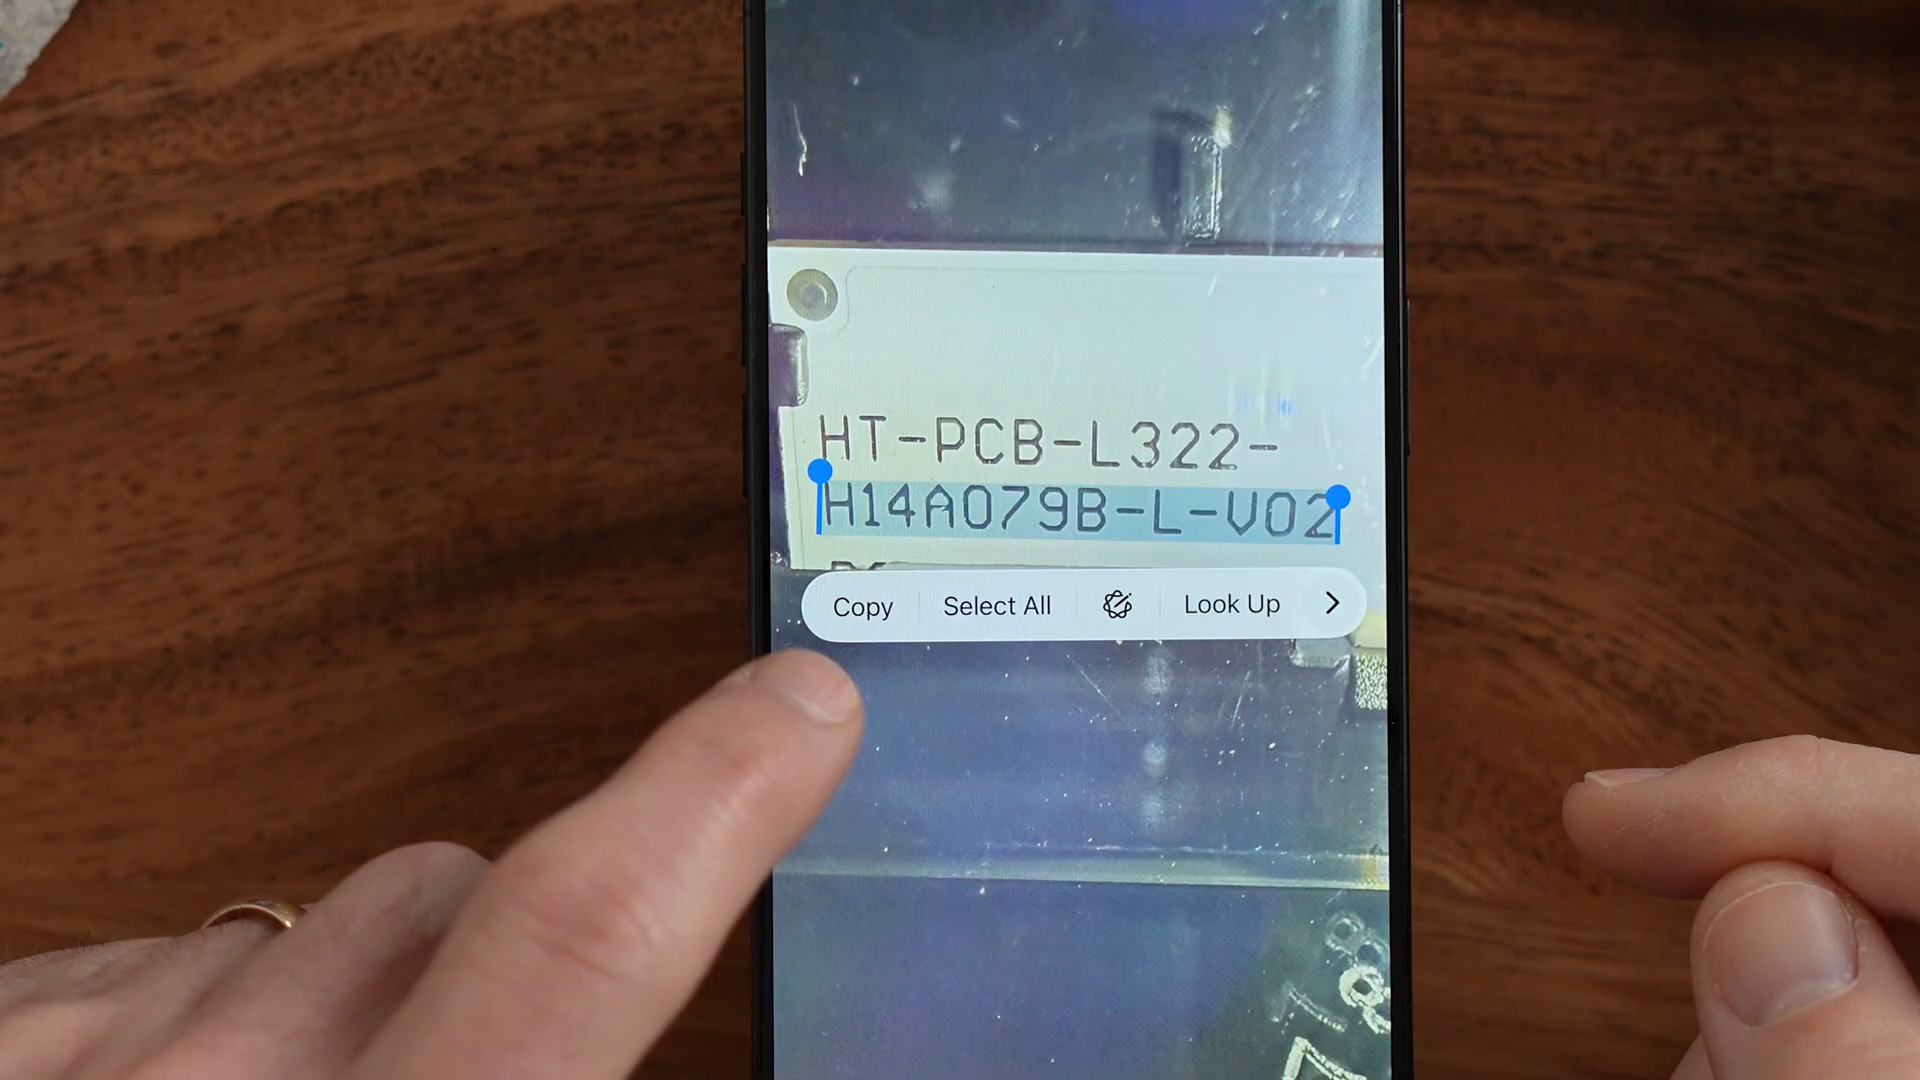 HT-PCB-L322-
H14A079B-L-V02
Copy
Select All
Look Up